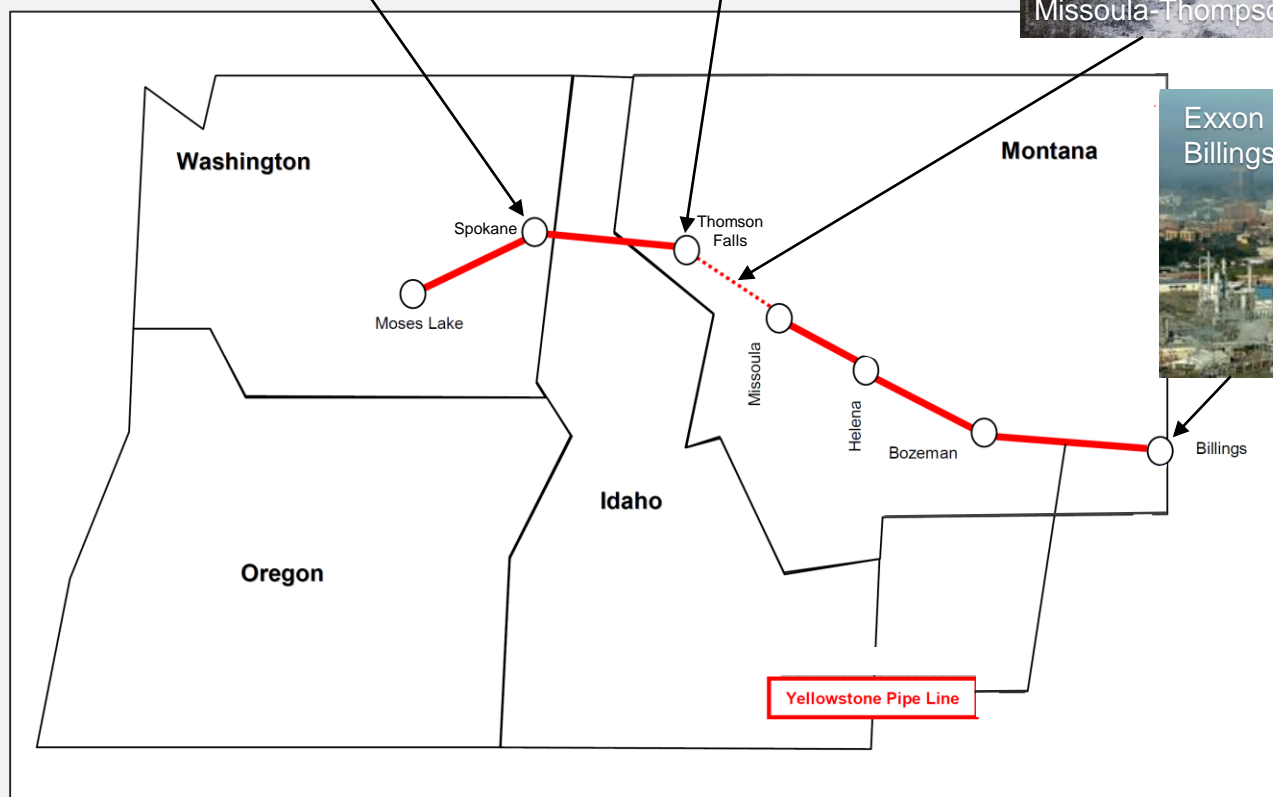 Missoula-Thompso
Exxon
Billings
Washington
Montana
Spokane
Thomson
Falls
Moses Lake
Missoula
Helena
Bozeman
Billings
Idaho
Oregon
Yellowstone Pipe Line